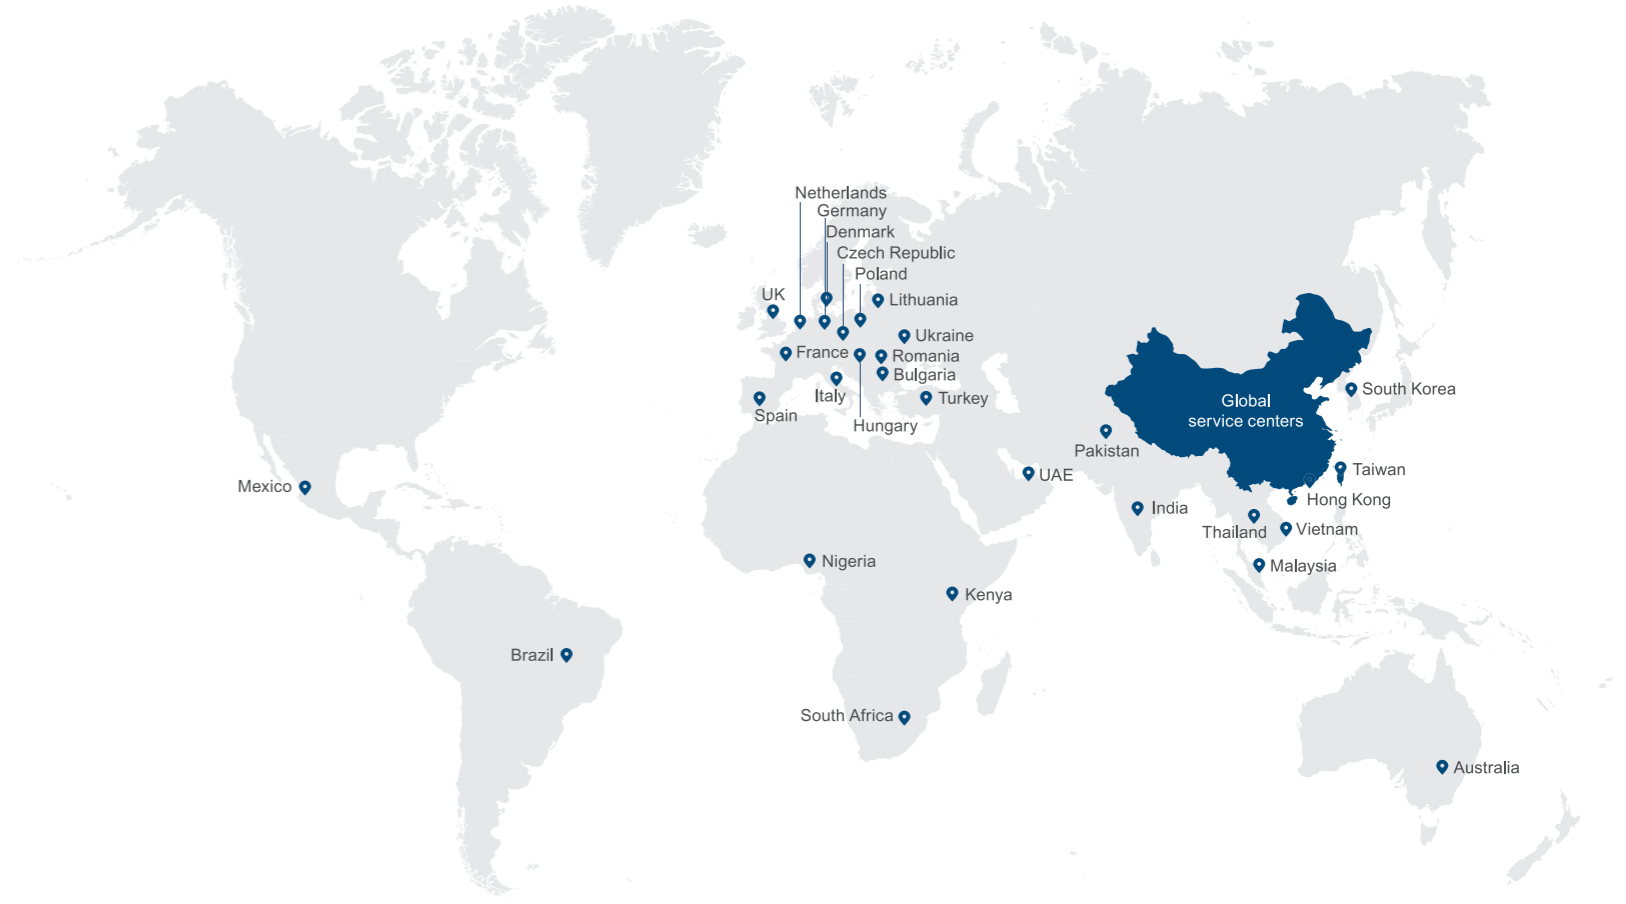 Netherlands
Germany
Denmark
Czech Republic
Poland
UK
Lithuania
Ukraine
France
Romania
Bulgaria
Italy
Turkey
Spain
Hungary
South Korea
Global
service centers
Pakistan
Taiwan
UAE
Mexico
Hong Kong
India
Thailand
Vietnam
Nigeria
Malaysia
Kenya
Brazil
South Africa
Australia